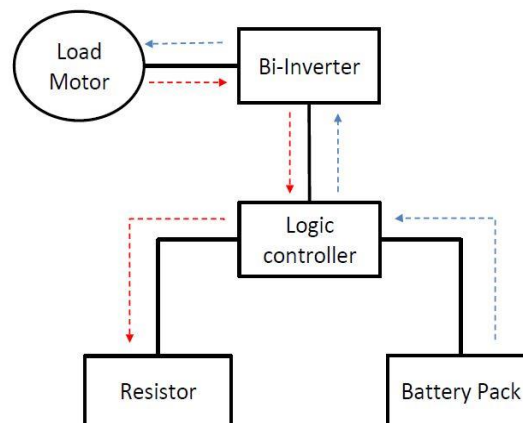 Load
Motor
Bi-Inverter
Logic
controller
Resistor
Battery Pack